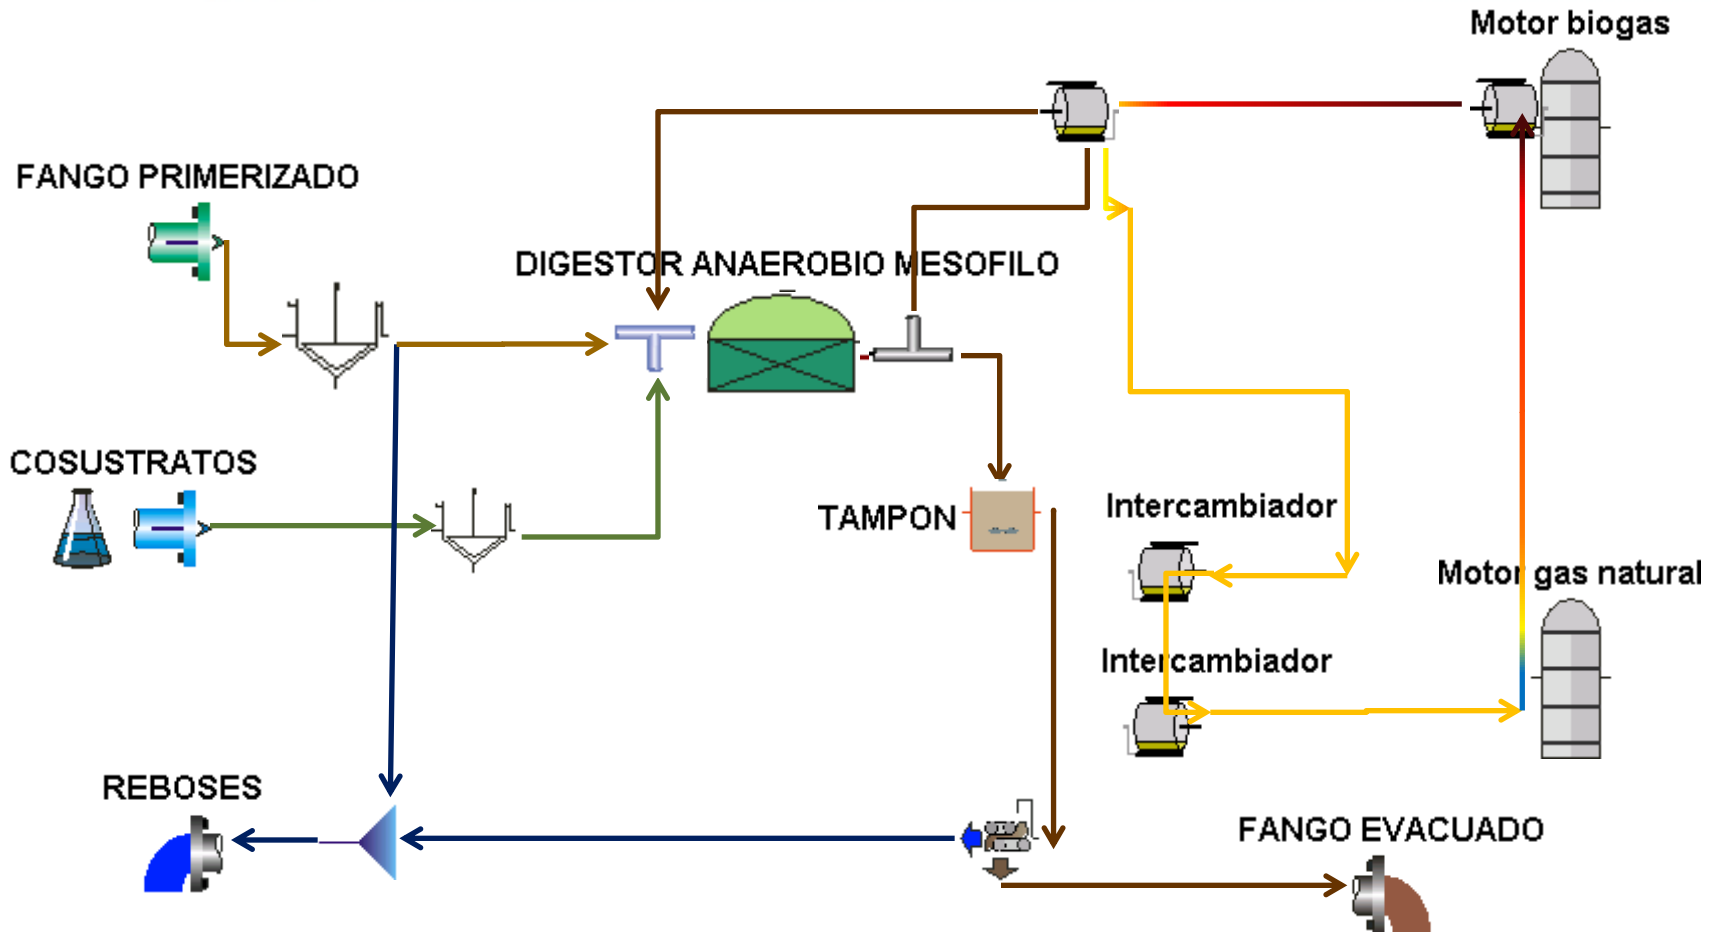 Motor biogas
FANGO PRIMERIZADO
DIGESTOR ANAEROBIO MESOFILO
COSUSTRATOS
TAMPON
Intercambiador
Motor gas natural
Intercambiador
REBOSES
FANGO EVACUADO